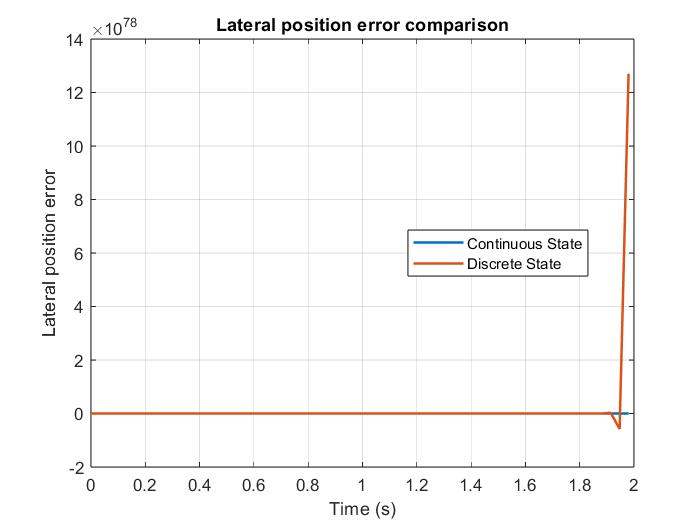 Lateral position error comparison
×10^78
14
12
10
8
6
4
2
0
-2
Lateral position error
Continuous State
Discrete State
0 0.2 0.4 0.6 0.8 1 1.2 1.4 1.6 1.8 2
Time (s)